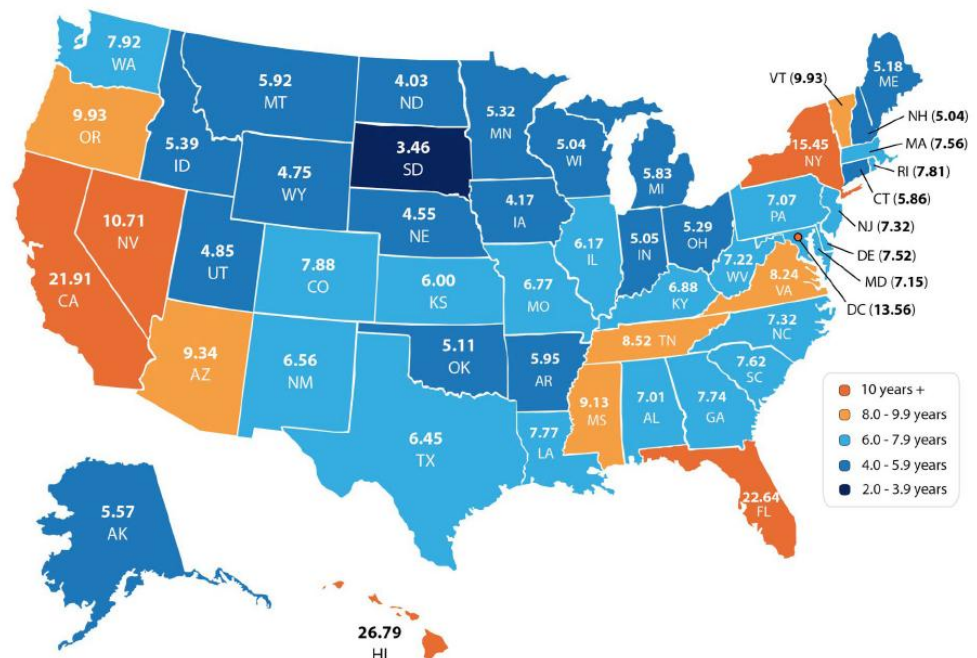 7.92
WA
9.93
OR
21.91
CA
10.71
NV
5.39
ID
5.92
MT
4.75
WY
4.85
UT
9.34
AZ
7.88
CO
6.56
NM
4.03
ND
3.46
SD
4.55
NE
6.00
KS
5.11
OK
6.45
TX
5.32
MN
4.17
IA
6.77
MO
5.95
AR
7.77
LA
5.04
WI
6.17
IL
5.83
MI
5.05
IN
5.29
OH
6.88
KY
8.52 TN
9.13
MS
7.01
AL
7.74
GA
22.64
FL
7.62
SC
7.32
NC
8.24
VA
7.22
WV
7.07
PA
15.45
NY
5.18
ME
VT (9.93)
NH (5.04)
MA (7.56)
RI (7.81)
CT (5.86)
NJ (7.32)
DE (7.52)
MD (7.15)
DC (13.56)
10 years +
8.0 - 9.9 years
6.0 - 7.9 years
4.0 - 5.9 years
2.0 - 3.9 years
5.57
AK
26.79
HI